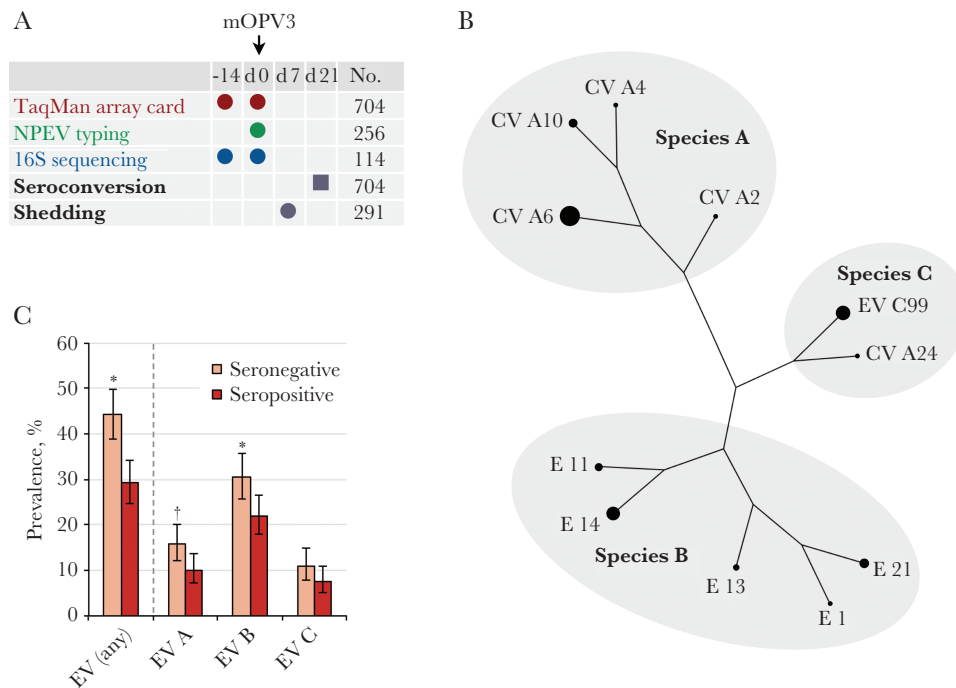 A
mOPV3
-14 d 0 d 7 d 21 No.
TaqMan array card 704
NPEV typing 256
16S sequencing 114
Seroconversion 704
Shedding 291
B
CV A4
CV A10
Species A
CV A6
CV A2
Species C
EV C99
CV A24
E 11
E 14
Species B
E 13
E 21
E 1
C
60
50
40
30
20
10
0
Prevalence, %
Seronegative
Seropositive
*
†
*
EV (any)
EV A
EV B
EV C